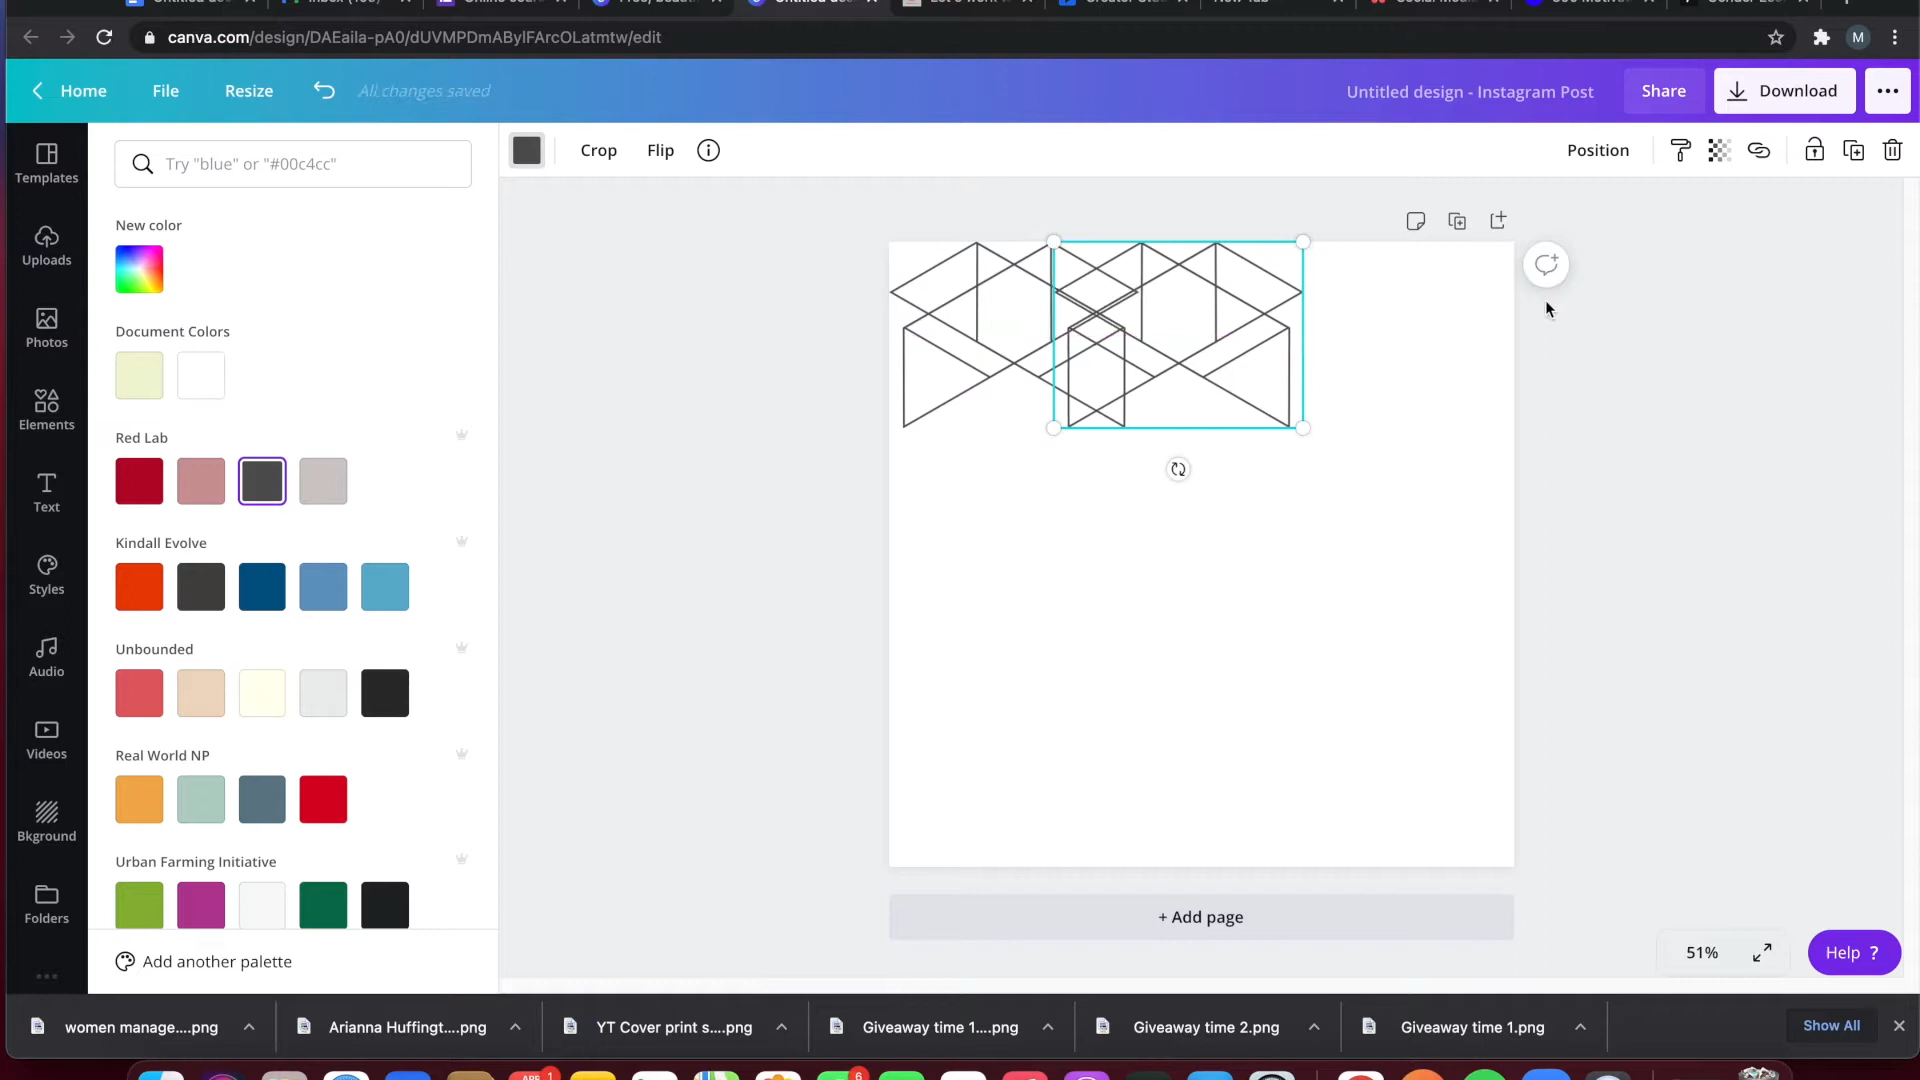 canva.com/design/DAEaila-pA0/dUVMPDmAByIFArcOLatmtw/edit
M
Home
File
Resize
All changes saved
Untitled design - Instagram Post
Share
Download
Templates
Uploads
Photos
Elements
Text
Styles
Audio
Videos
Bkground
Folders
Try "blue" or "#00c4cc"
New color
Document Colors
Red Lab
Kindall Evolve
Unbounded
Real World NP
Urban Farming Initiative
Add another palette
Crop
Flip
Position
+ Add page
51%
Help ?
women manage....png
Arianna Huffingt....png
YT Cover print s....png
Giveaway time 1....png
Giveaway time 2.png
Giveaway time 1.png
Show All
APR 1
6